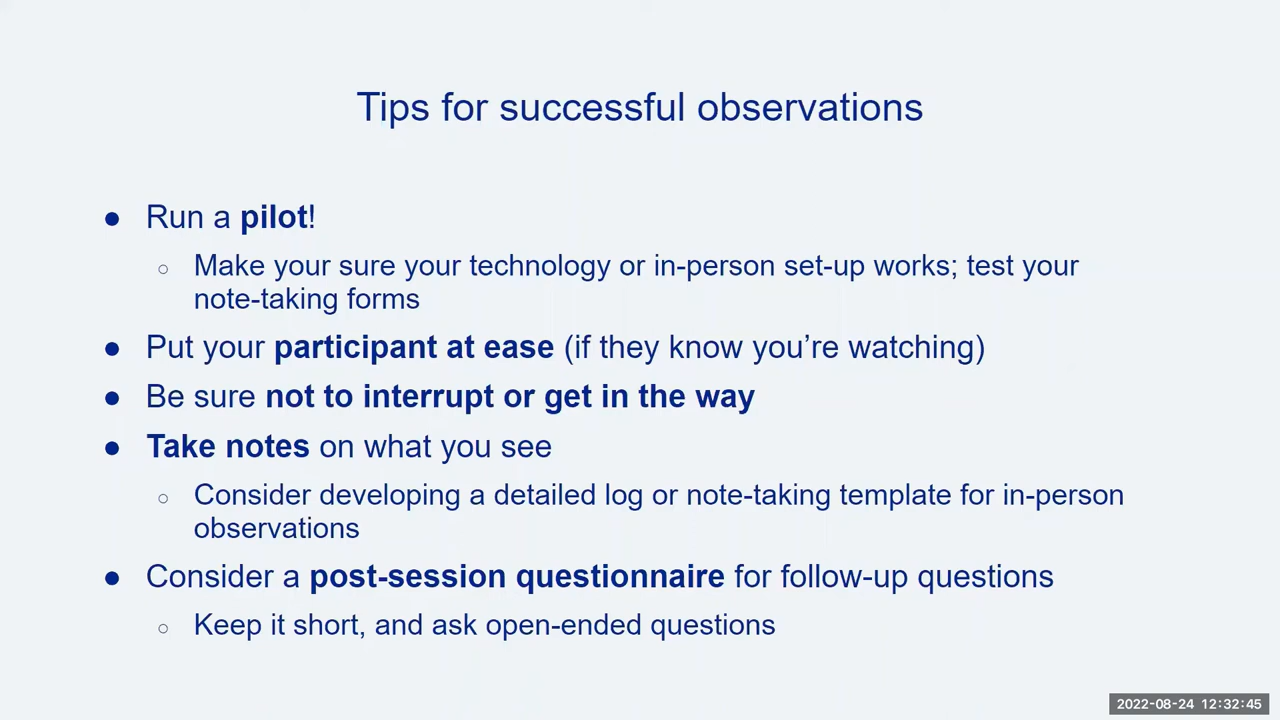 Tips for successful observations
● Run a pilot!
○ Make your sure your technology or in-person set-up works; test your
note-taking forms
● Put your participant at ease (if they know you’re watching)
● Be sure not to interrupt or get in the way
● Take notes on what you see
○ Consider developing a detailed log or note-taking template for in-person
observations
● Consider a post-session questionnaire for follow-up questions
○ Keep it short, and ask open-ended questions
2022-08-24 12:32:45